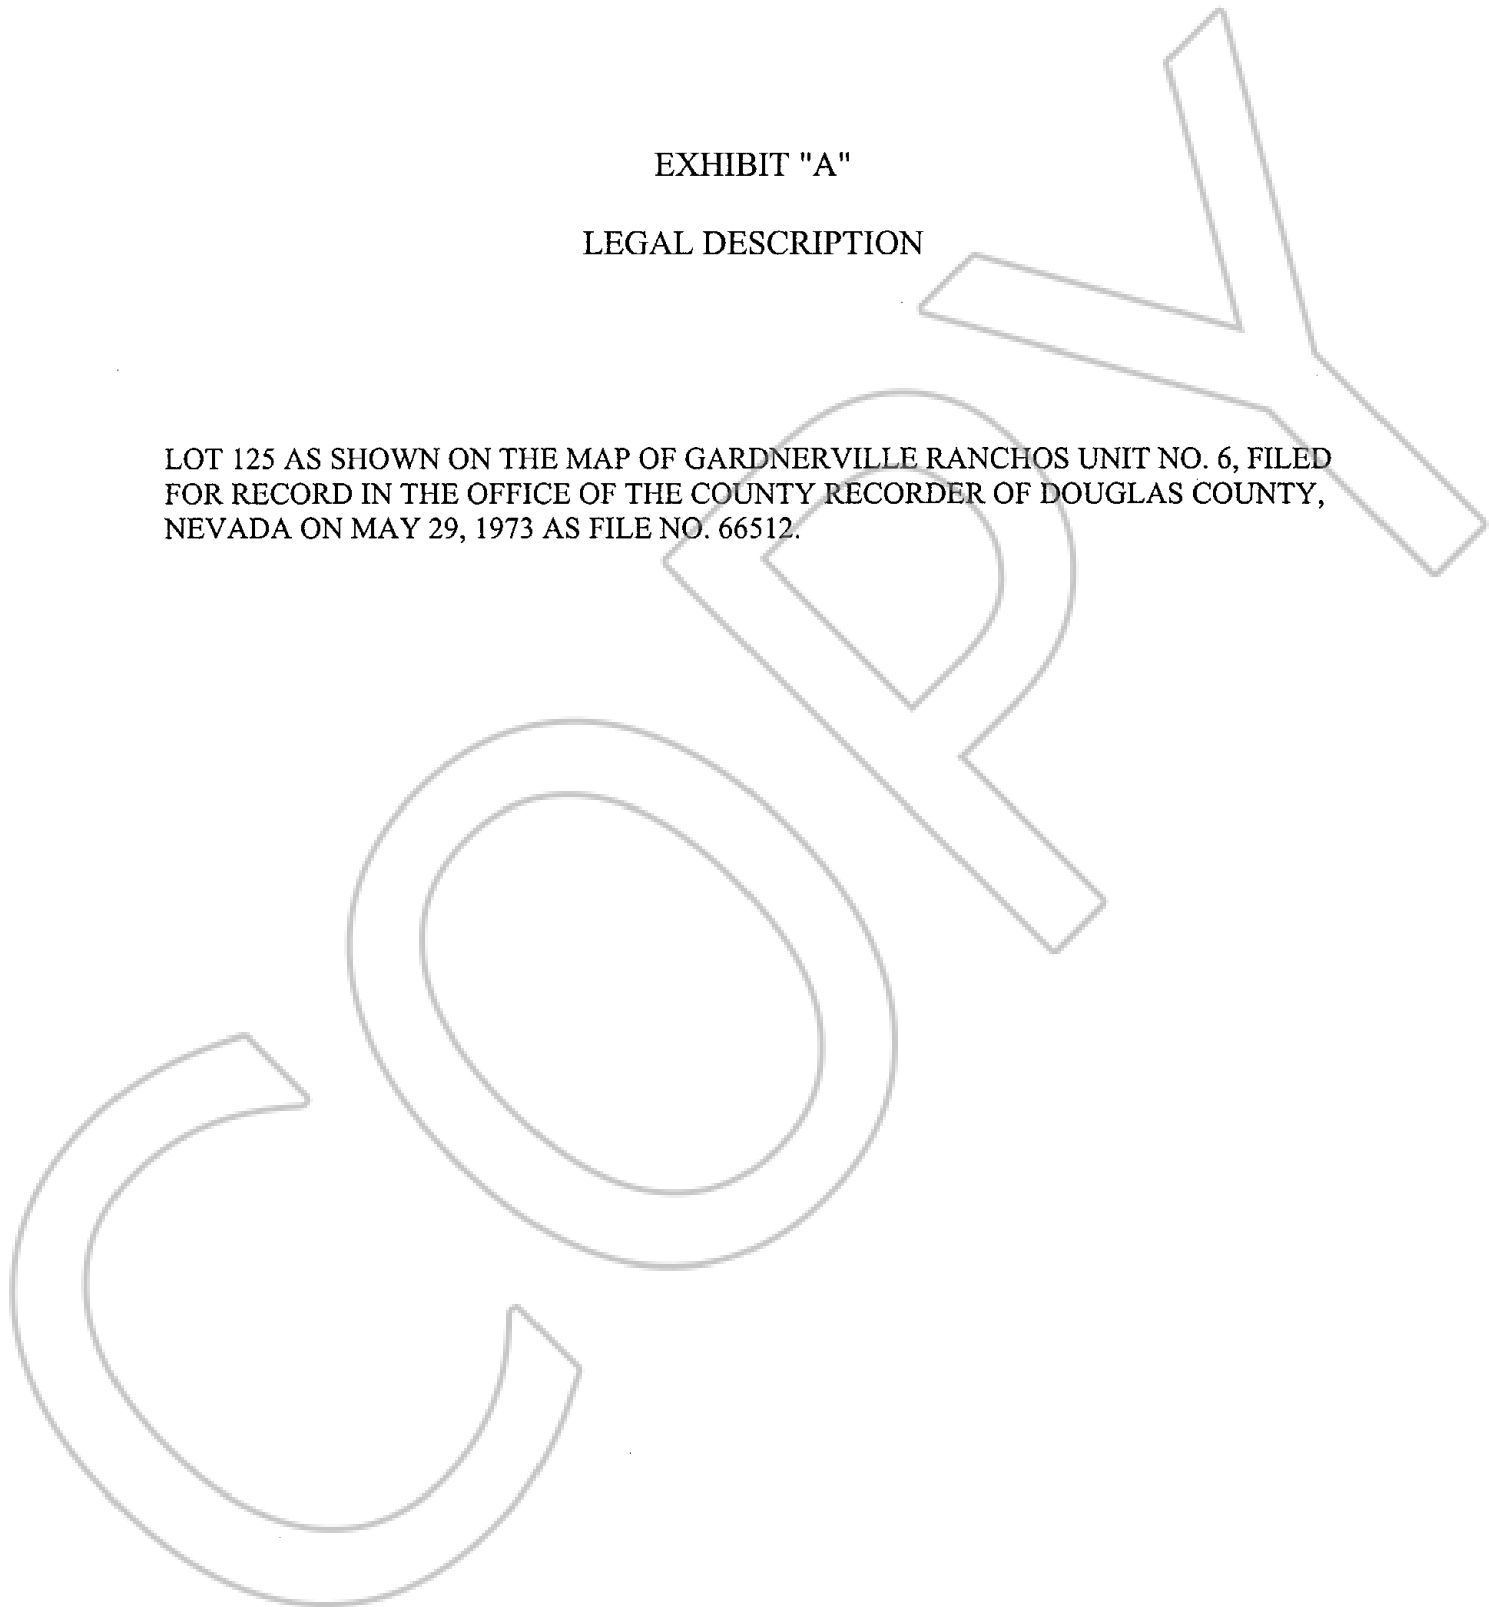 EXHIBIT "A"
LEGAL DESCRIPTION
LOT 125 AS SHOWN ON THE MAP OF GARDNERVILLE RANCHOS UNIT NO. 6, FILED
FOR RECORD IN THE OFFICE OF THE COUNTY RECORDER OF DOUGLAS COUNTY,
NEVADA ON MAY 29, 1973 AS FILE NO. 66512.
COPY